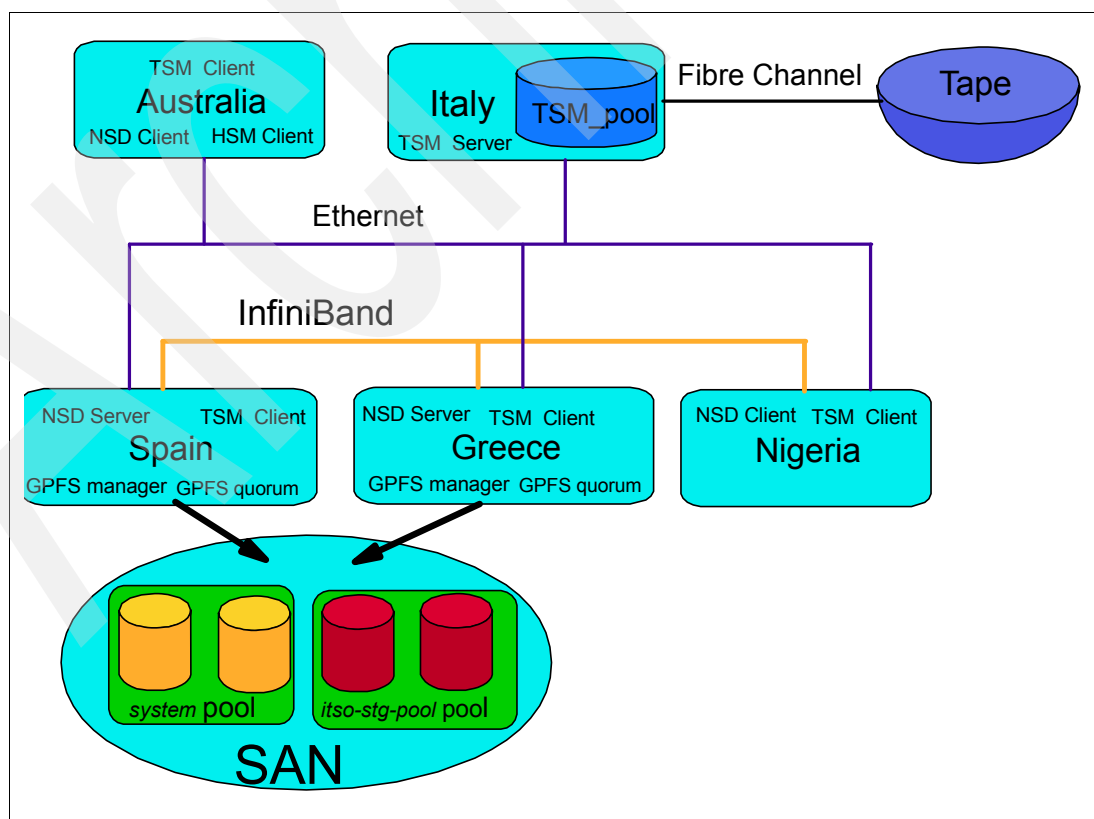 TSM Client
Australia
NSD Client HSM Client
Italy
TSM Server
TSM_pool
Fibre Channel
Tape
Ethernet
InfiniBand
NSD Server TSM Client
Spain
GPFS manager GPFS quorum
NSD Server TSM Client
Greece
GPFS manager GPFS quorum
NSD Client TSM Client
Nigeria
system pool
itso-stg-pool pool
SAN